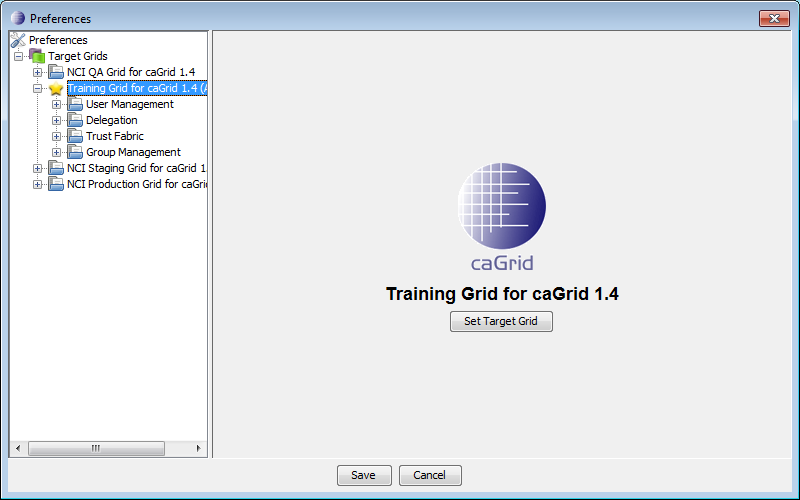 Preferences
Preferences
Target Grids
NCI QA Grid for caGrid 1.4
Training Grid for caGrid 1.4 (A
User Management
Delegation
Trust Fabric
Group Management
NCI Staging Grid for caGrid 1.
NCI Production Grid for caGrid
caGrid
Training Grid for caGrid 1.4
Set Target Grid
Save
Cancel